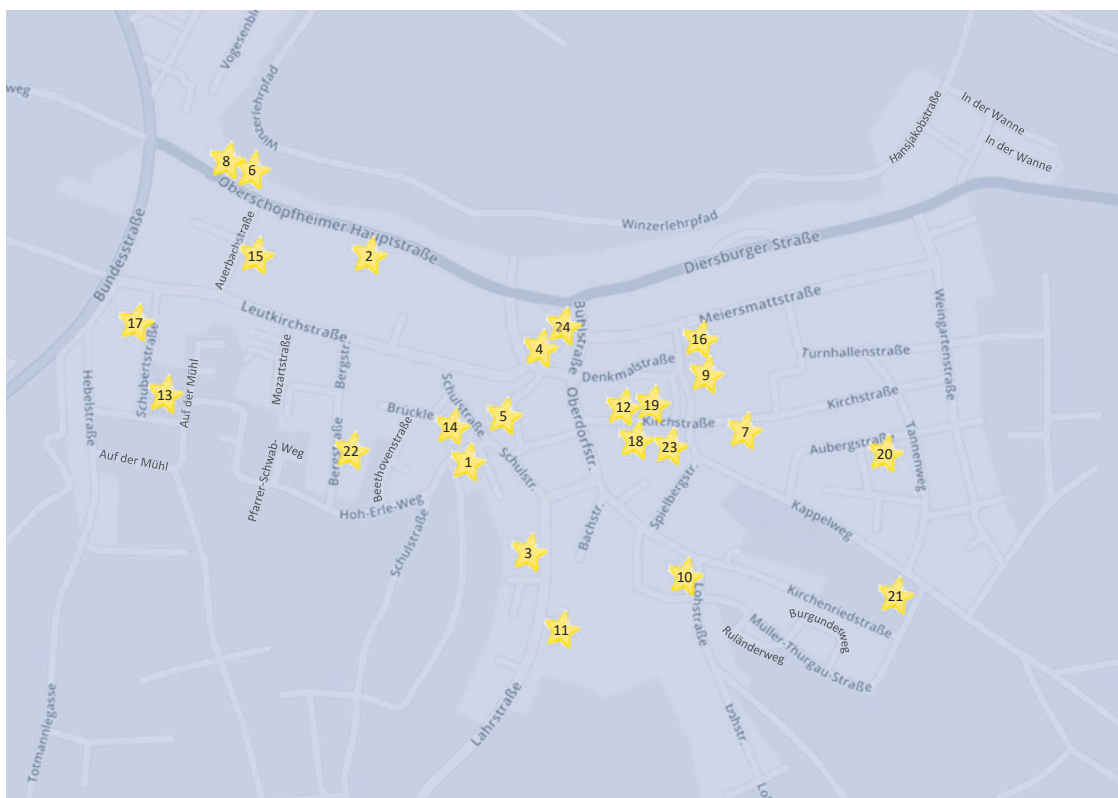 Vogesenbli
weg
Winzerlehrpfad
In der Wanne
Hansjakobstraße
In der Wanne
8
6
Oberschopfheimer Hauptstraße
Winzerlehrpfad
Auerbachstraße
Bundesstraße
15
2
Diersburger Straße
Leutkirchstraße
17
24
Bühlstraße
Meiersmattstraße
Weingartenstraße
4
16
Turnhallenstraße
Schubertstraße
Mozartstraße
Bergstr.
Denkmalstraße
9
Hebelstraße
13
Auf der Mühl
Schulstraße
Brückle
14
5
Oberdorfstr.
12
19
Kirchstraße
Kirchstraße
7
18
23
Aubergstraße
20
Tannenweg
Auf der Mühl
Pfarrer-Schwab-Weg
Bergstraße
22
Beethovenstraße
1
Schulstr.
Hoh-Erle-Weg
Schulstraße
Bachstr.
Spielbergstr.
Kappelweg
3
10
Lohstraße
Kirchenriedstraße
21
11
Burgunderweg
Ruländerweg
Müller-Thurgau-Straße
Lahrstraße
Lohstr.
Totmannlegasse